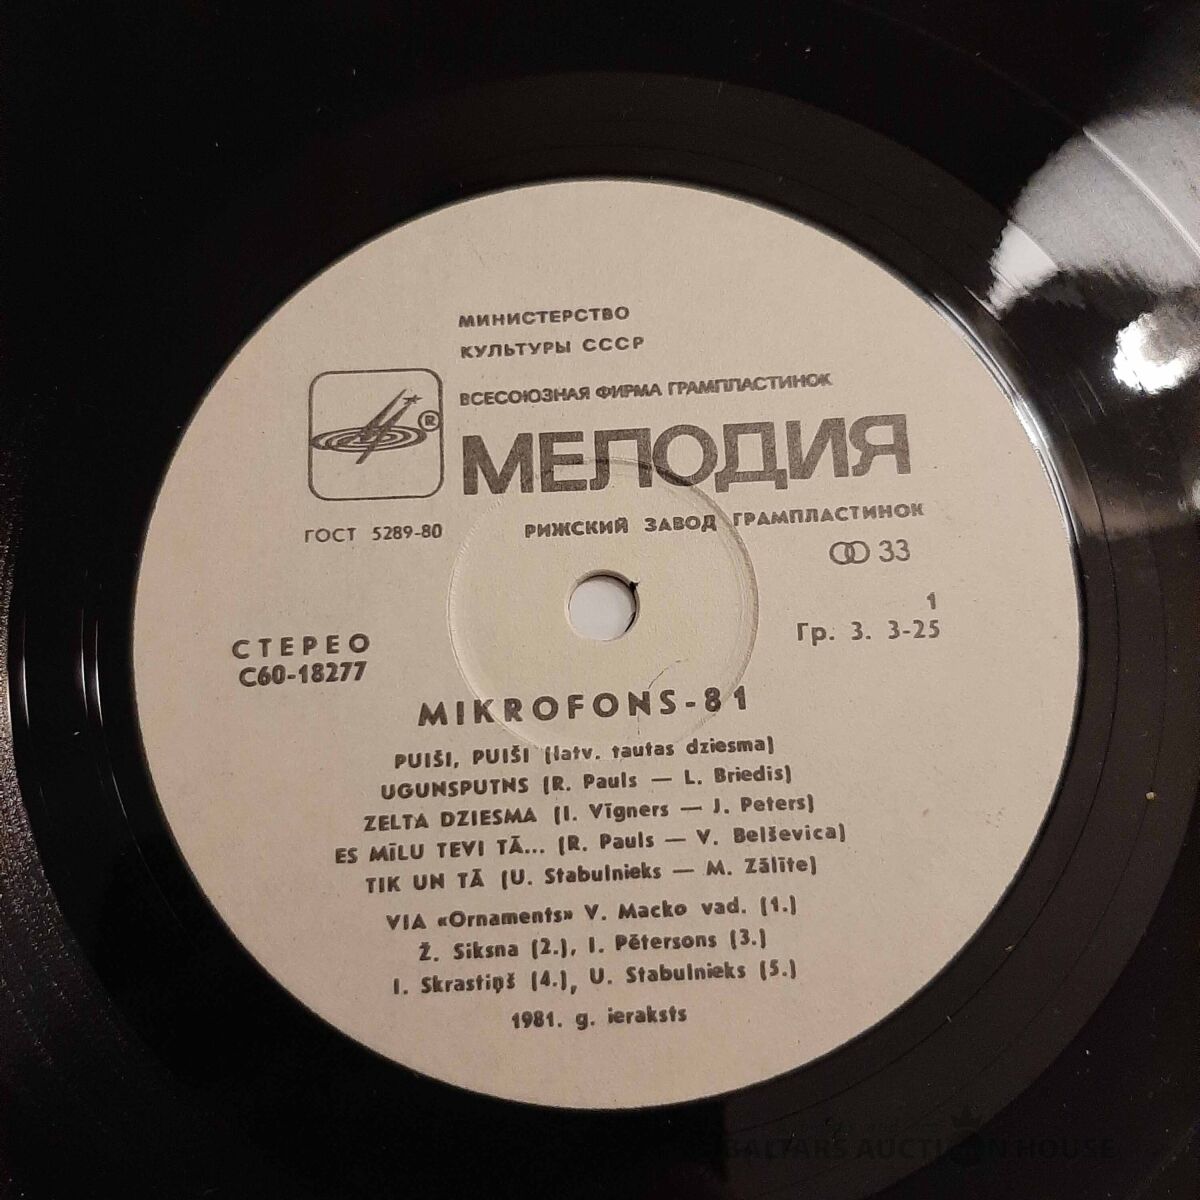 МИНИСТЕРСТВО
КУЛЬТУРЫ СССР
ВСЕСОЮЗНАЯ ФИРМА ГРАМПЛАСТИНОК
®
МЕЛОДИЯ
ГОСТ 5289-80
РИЖСКИЙ ЗАВОД ГРАМПЛАСТИНОК
33
1
Гр. 3. 3-25
СТЕРЕО
С60-18277
MIKROFONS-81
PUIŠI, PUIŠI (latv. tautas dziesma)
UGUNSPUTNS (R. Pauls — L. Briedis)
ZELTA DZIESMA (I. Vīgners — J. Peters)
ES MĪLU TEVI TĀ... (R. Pauls — V. Belševica)
TIK UN TĀ (U. Stabulnieks — M. Zālīte)
VIA «Ornaments» V. Macko vad. (1.)
Ž. Siksna (2.), I. Pētersons (3.)
I. Skrastiņš (4.), U. Stabulnieks (5.)
1981. g. ieraksts
BALTARS AUCTION HOUSE